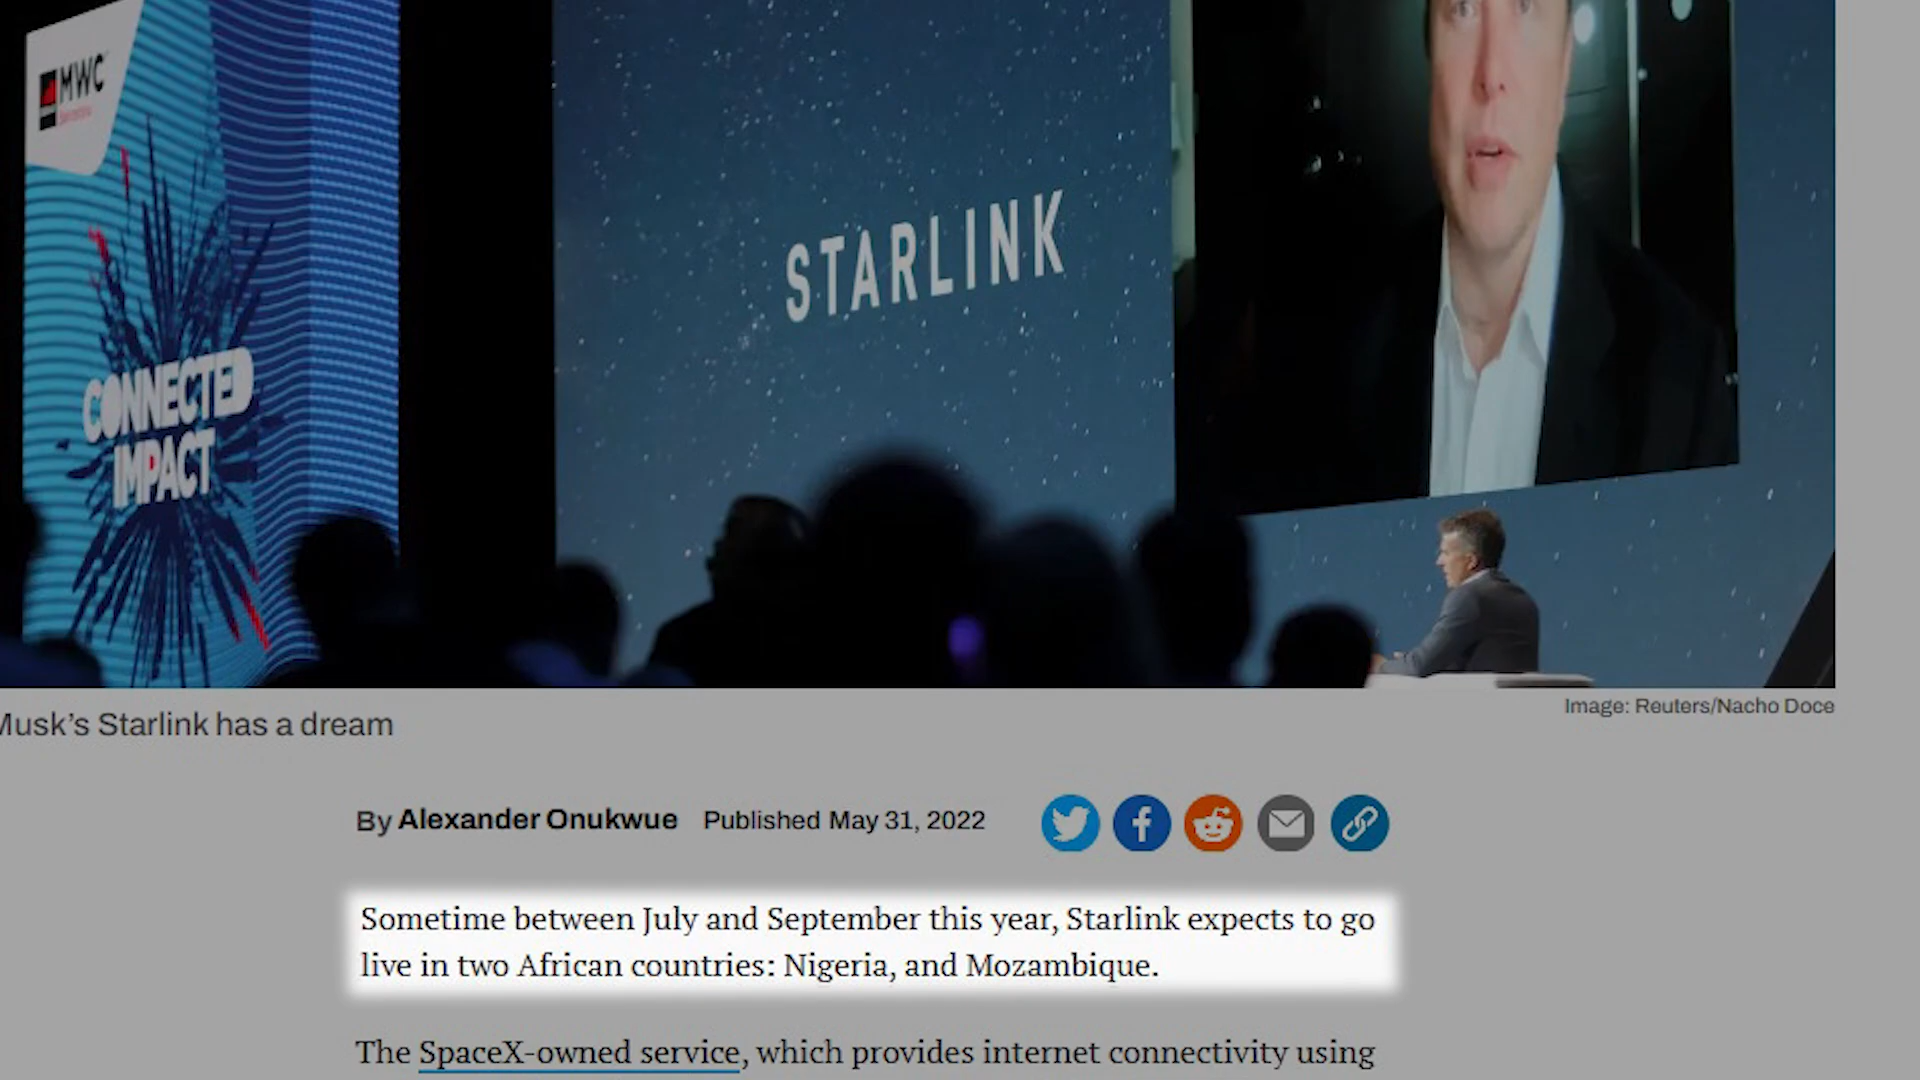 MWC
STARLINK
CONNECTED
IMPACT
Image: Reuters/Nacho Doce
Musk's Starlink has a dream
By Alexander Onukwue Published May 31, 2022
Sometime between July and September this year, Starlink expects to go
live in two African countries: Nigeria, and Mozambique.
The SpaceX-owned service, which provides internet connectivity using